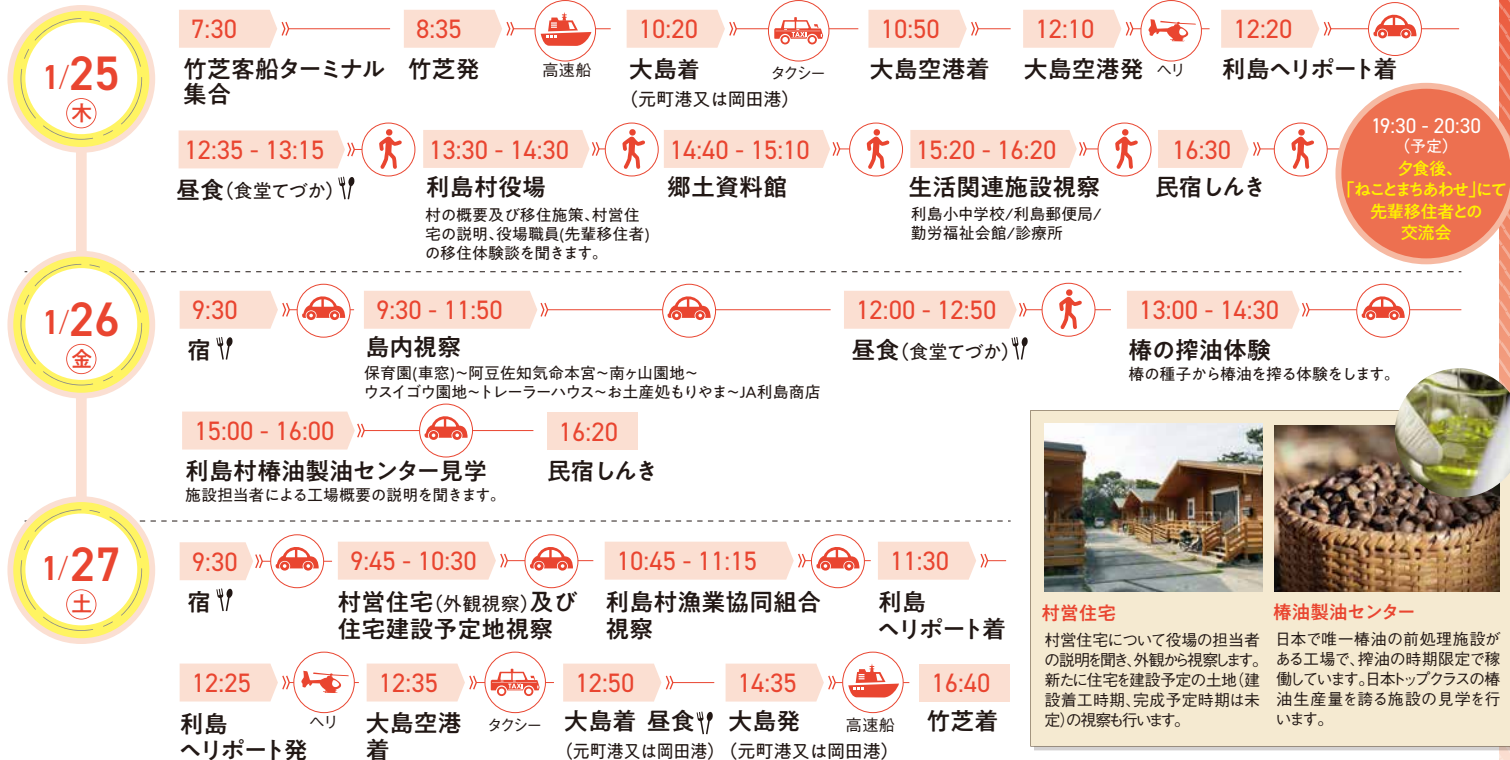 1/25
木
7:30
竹芝客船ターミナル
集合
8:35
竹芝発
高速船
10:20
大島着
(元町港又は岡田港)
TAXI
タクシー
10:50
大島空港着
12:10
大島空港発
ヘリ
12:20
利島ヘリポート着
12:35 - 13:15
昼食(食堂てづか)
13:30 - 14:30
利島村役場
村の概要及び移住施策、村営住
宅の説明、役場職員(先輩移住者)
の移住体験談を聞きます。
14:40 - 15:10
郷土資料館
15:20 - 16:20
生活関連施設視察
利島小中学校/利島郵便局/
勤労福祉会館/診療所
16:30
民宿しんき
19:30 - 20:30
(予定)
夕食後、
「ねことまちあわせ」にて
先輩移住者との
交流会
1/26
金
9:30
宿
9:30 - 11:50
島内視察
保育園(車窓)~阿豆佐和気命本宮~南ヶ山園地~
ウスイゴウ園地~トレーラーハウス~お土産処もりやま~JA利島商店
12:00 - 12:50
昼食(食堂てづか)
13:00 - 14:30
椿の搾油体験
椿の種子から椿油を搾る体験をします。
15:00 - 16:00
利島村椿油製油センター見学
施設担当者による工場概要の説明を聞きます。
16:20
民宿しんき
1/27
土
9:30
宿
9:45 - 10:30
村営住宅(外観視察)及び
住宅建設予定地視察
10:45 - 11:15
利島村漁業協同組合
視察
11:30
利島
ヘリポート着
12:25
利島
ヘリポート発
ヘリ
12:35
大島空港
着
TAXI
タクシー
12:50
大島着 昼食
(元町港又は岡田港)
14:35
大島発
(元町港又は岡田港)
高速船
16:40
竹芝着
村営住宅
村営住宅について役場の担当者
の説明を聞き、外観から視察します。
新たに住宅を建設予定の土地(建
設着工時期、完成予定時期は未
定)の視察も行います。
椿油製油センター
日本で唯一椿油の前処理施設が
ある工場で、搾油の時期限定で稼
働しています。日本トップクラスの椿
油生産量を誇る施設の見学を行
います。